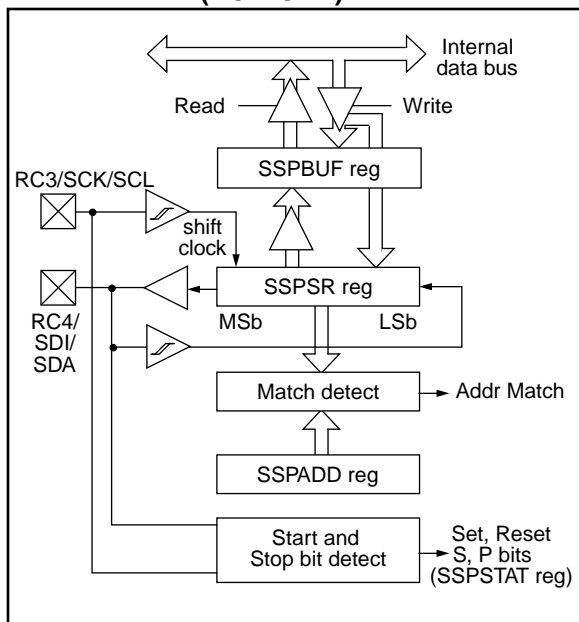 Internal
data bus
Read
Write
SSPBUF reg
RC3/SCK/SCL
shift
clock
SSPSR reg
MSb
LSb
RC4/
SDI/
SDA
Match detect
Addr Match
SSPADD reg
Start and
Stop bit detect
Set, Reset
S, P bits
(SSPSTAT reg)